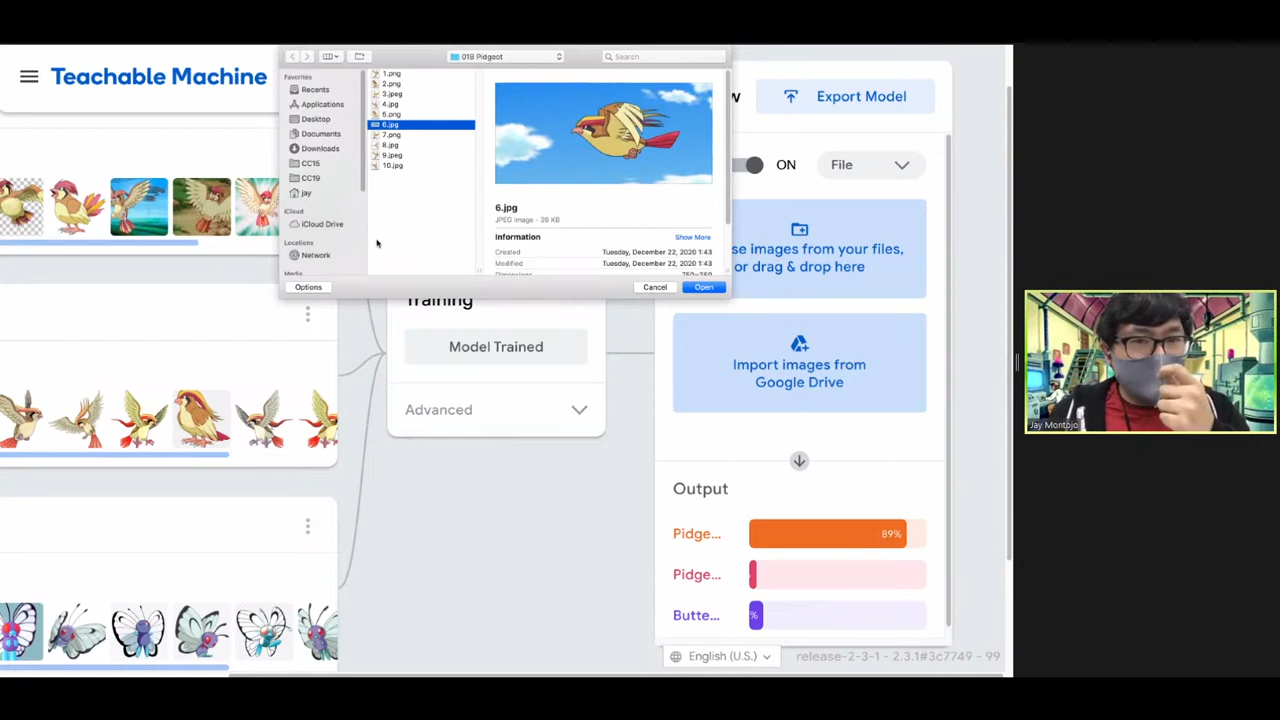 Teachable Machine
018 Pidgeot
Search
Favorites
Recents
Applications
Desktop
Documents
Downloads
CC15
CC19
jay
iCloud
iCloud Drive
Locations
Network
Media
1.png
2.png
3.jpeg
4.jpg
5.png
6.jpg
7.png
8.jpg
9.jpeg
10.jpg
6.jpg
JPEG image - 39 KB
Information
Show More
Created
Tuesday, December 22, 2020 1:43
Modified
Tuesday, December 22, 2020 1:43
Options
Cancel
Open
w
Export Model
ON
File
se images from your files,
or drag & drop here
Import images from
Google Drive
Training
Model Trained
Advanced
Output
Pidge...
89%
Pidge...
Butte...
%
English (U.S.)
release-2-3-1 - 2.3.1#3c7749 - 99
Jay Montojo